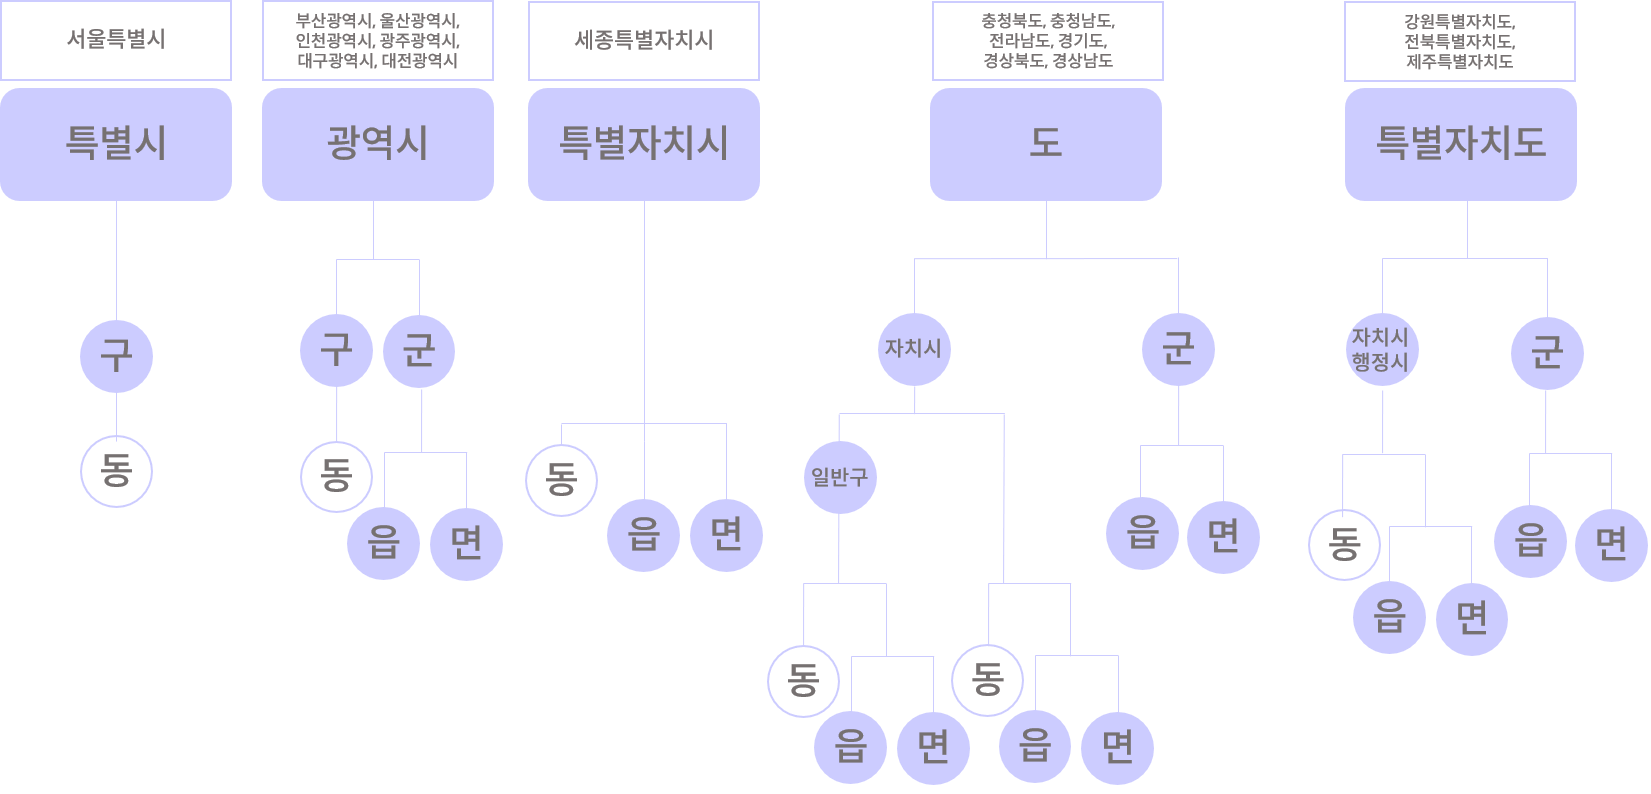 서울특별시
부산광역시, 울산광역시,
인천광역시, 광주광역시,
대구광역시, 대전광역시
세종특별자치시
충청북도, 충청남도,
전라남도, 경기도,
경상북도, 경상남도
강원특별자치도,
전북특별자치도,
제주특별자치도
특별시
광역시
특별자치시
도
특별자치도
구
동
구
군
동
읍
면
동
읍
면
자치시
군
일반구
동
읍
면
동
읍
면
읍
면
자치시
행정시
군
동
읍
면
읍
면